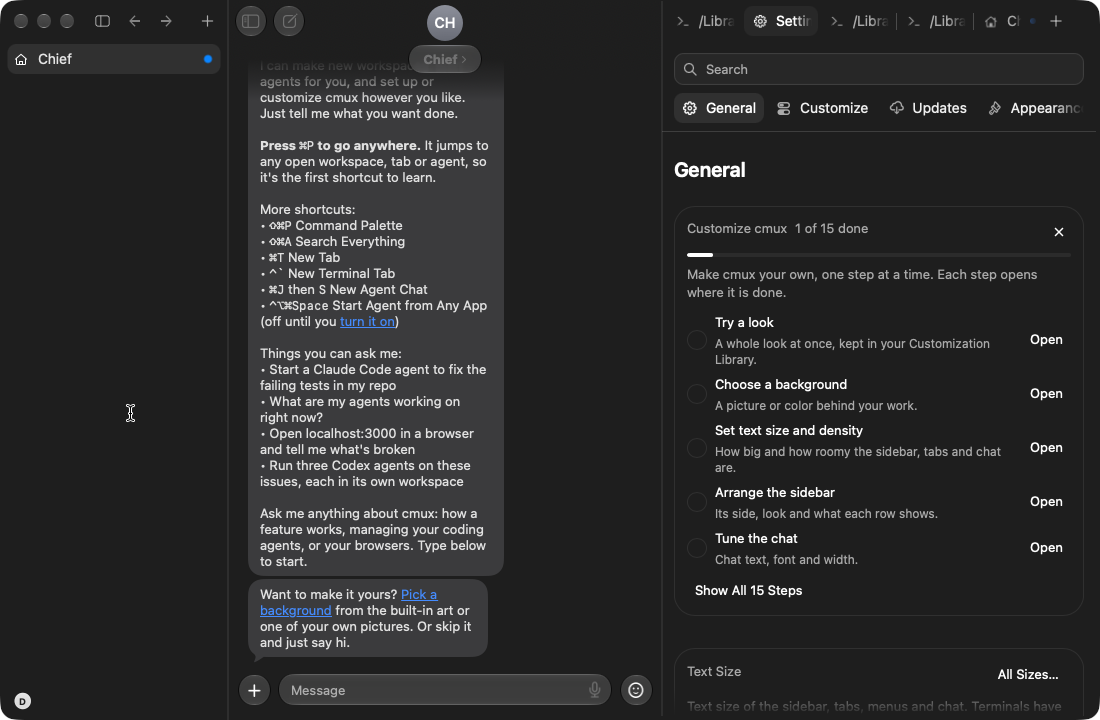 Chief
D
CH
Chief ›
I can make new workspac
agents for you, and set up or
customize cmux however you like.
Just tell me what you want done.
Press ⌘P to go anywhere. It jumps to
any open workspace, tab or agent, so
it's the first shortcut to learn.
More shortcuts:
• ⇧⌘P Command Palette
• ⇧⌘A Search Everything
• ⌘T New Tab
• ^` New Terminal Tab
• ⌘J then S New Agent Chat
• ^⌥⌘Space Start Agent from Any App
(off until you turn it on)
Things you can ask me:
• Start a Claude Code agent to fix the
failing tests in my repo
• What are my agents working on
right now?
• Open localhost:3000 in a browser
and tell me what's broken
• Run three Codex agents on these
issues, each in its own workspace
Ask me anything about cmux: how a
feature works, managing your coding
agents, or your browsers. Type below
to start.
Want to make it yours? Pick a
background from the built-in art or
one of your own pictures. Or skip it
and just say hi.
Message
/Libra Settin /Libra /Libra C
Search
General Customize Updates Appearanc
General
Customize cmux 1 of 15 done
Make cmux your own, one step at a time. Each step opens
where it is done.
Try a look
A whole look at once, kept in your Customization
Library.
Open
Choose a background
A picture or color behind your work.
Open
Set text size and density
How big and how roomy the sidebar, tabs and chat
are.
Open
Arrange the sidebar
Its side, look and what each row shows.
Open
Tune the chat
Chat text, font and width.
Open
Show All 15 Steps
Text Size
All Sizes...
Text size of the sidebar, tabs, menus and chat. Terminals have